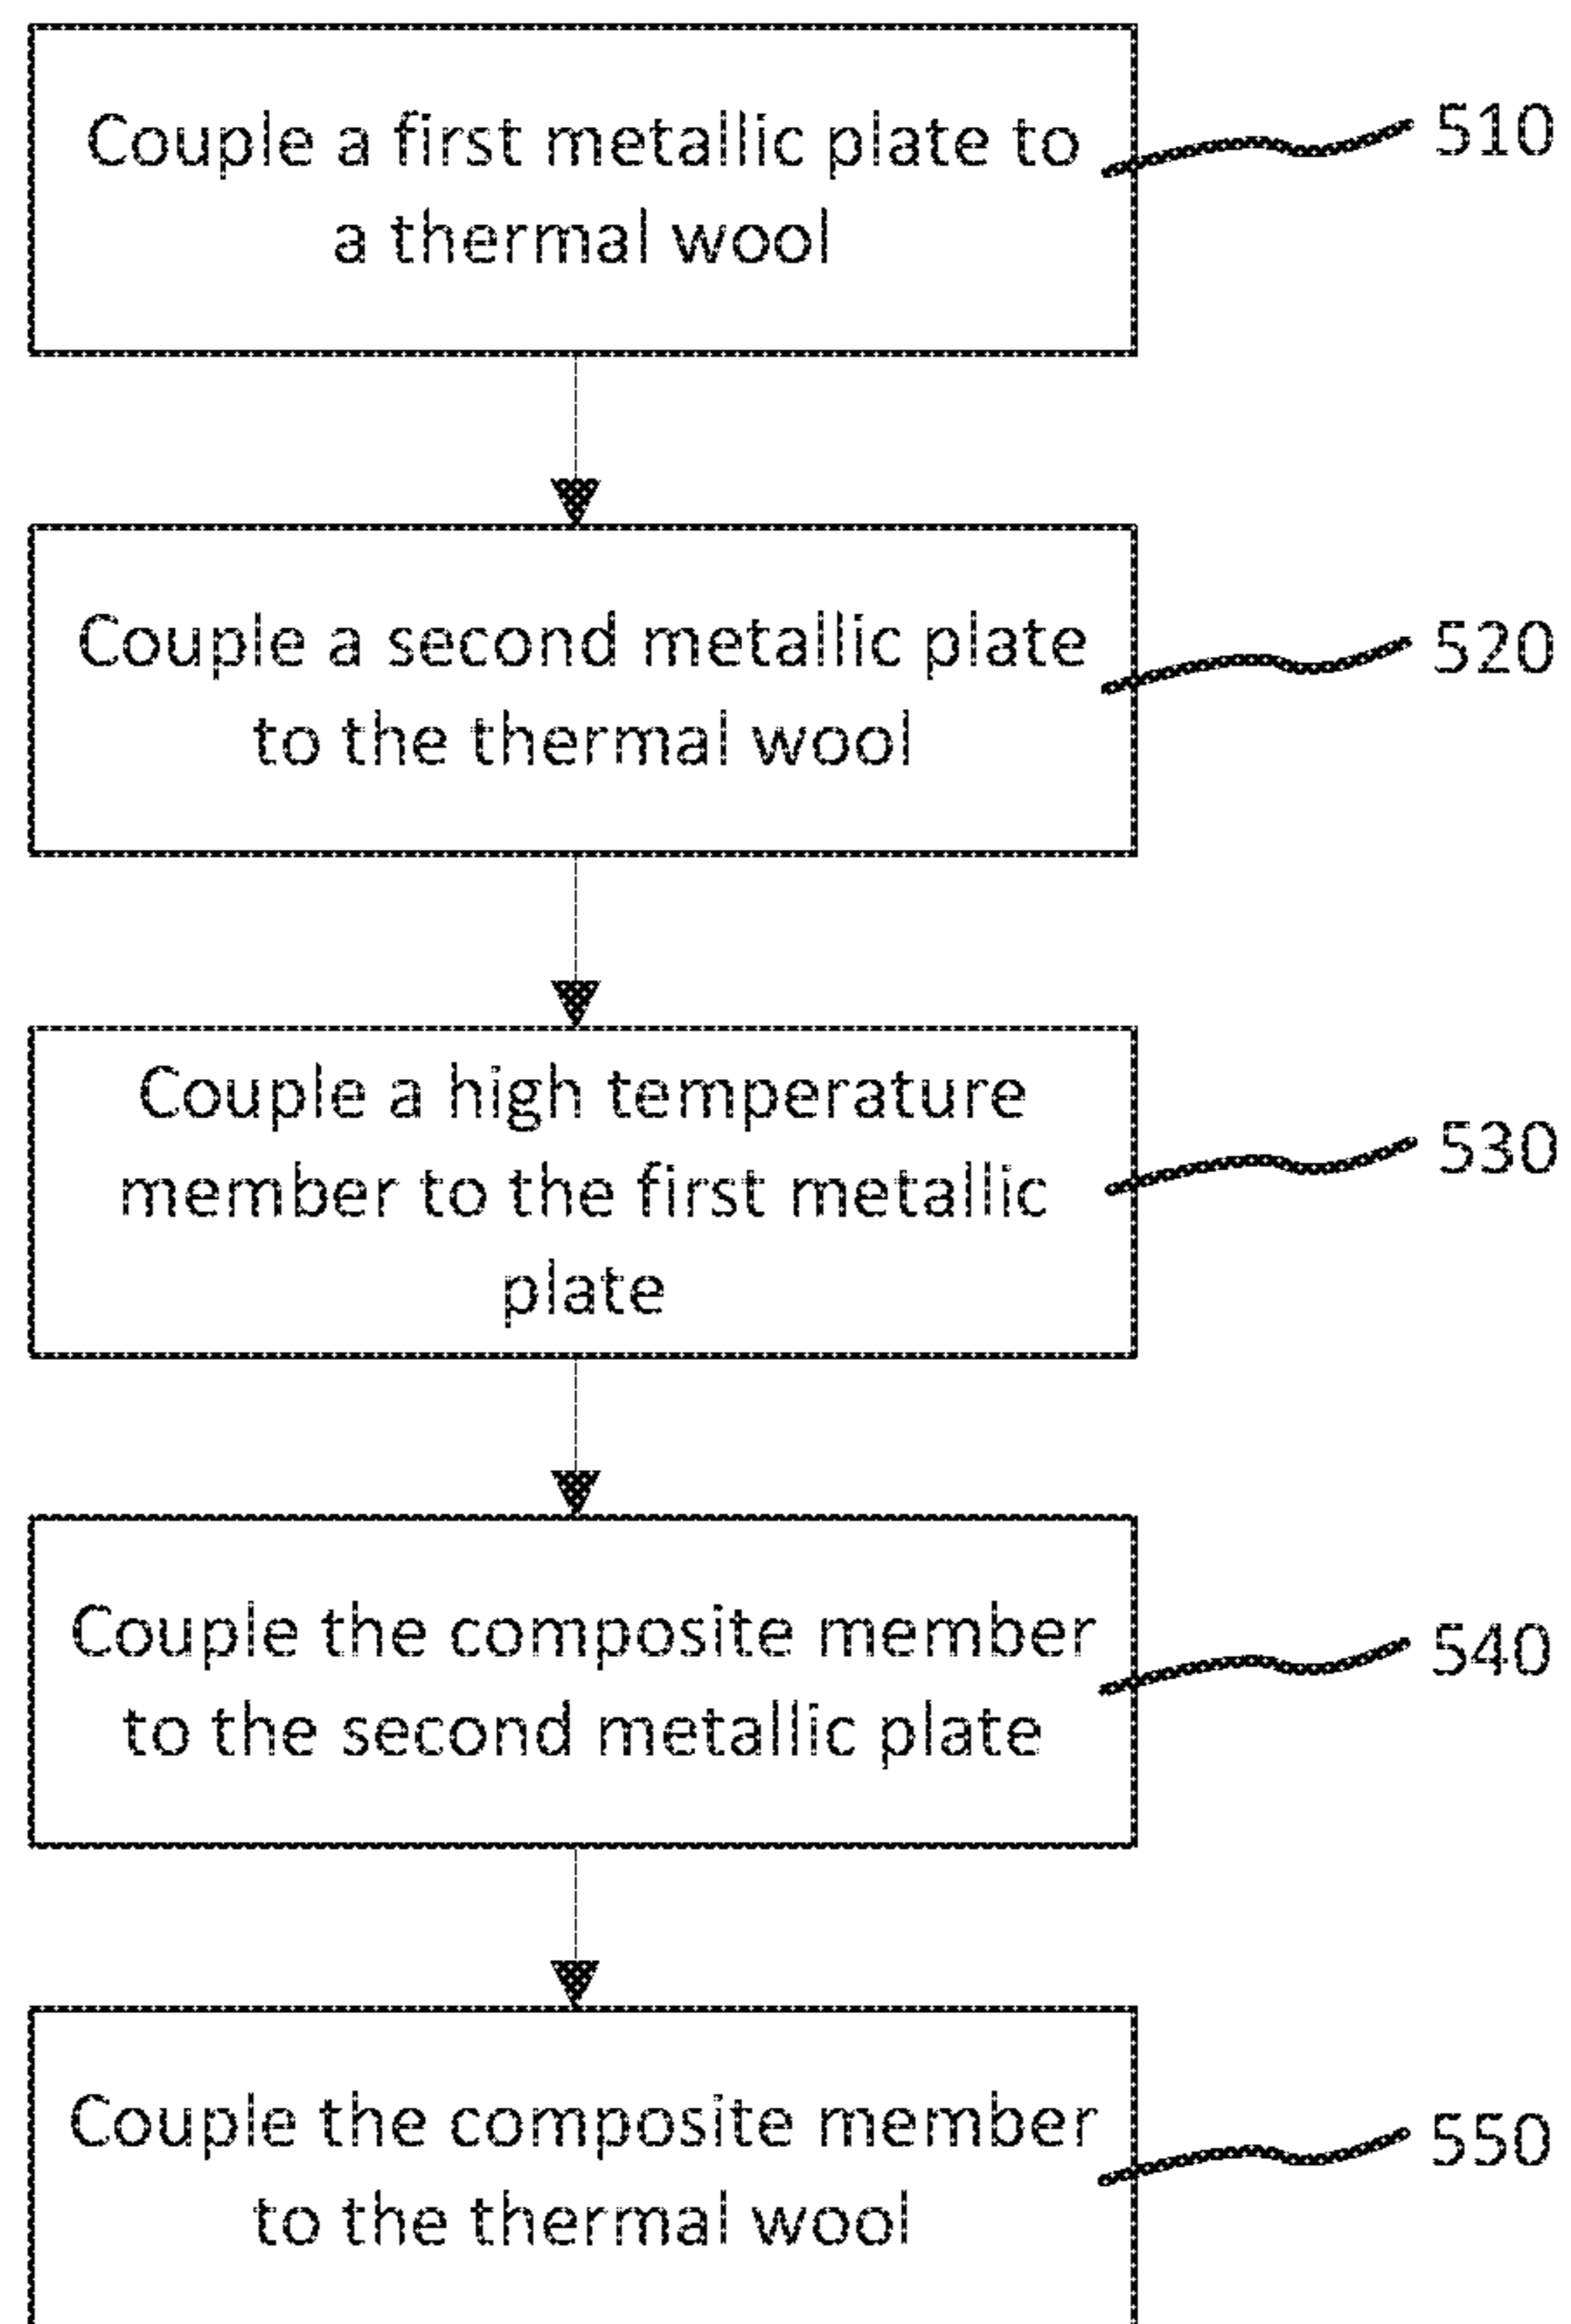 Couple a first metallic plate to
a thermal wool
510
Couple a second metallic plate
to the thermal wool
520
Couple a high temperature
member to the first metallic
plate
530
Couple the composite member
to the second metallic plate
540
Couple the composite member
to the thermal wool
550